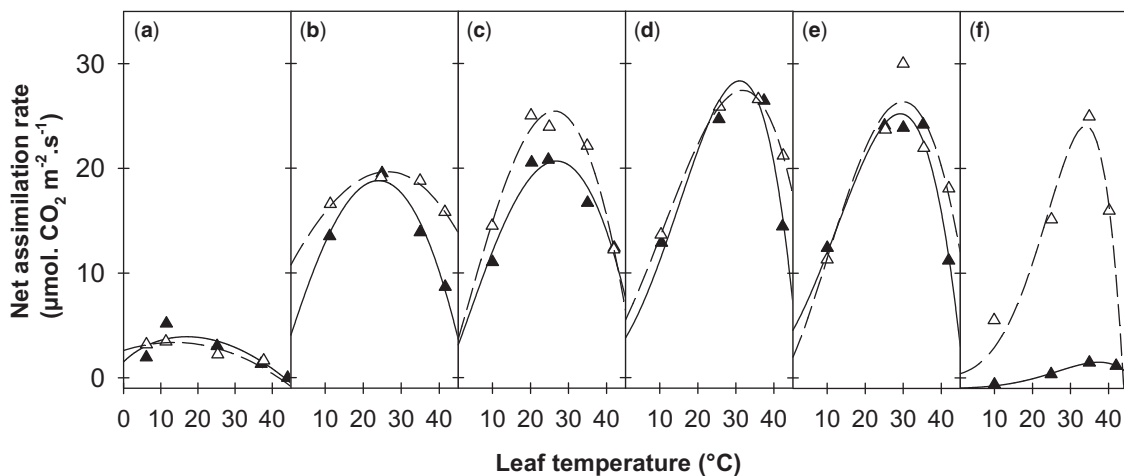 (a) (b) (c) (d) (e) (f)
30
20
10
0
Net assimilation rate
(µmol. CO₂ m⁻².s⁻¹)
0 10 20 30 40 10 20 30 40 10 20 30 40 10 20 30 40 10 20 30 40 10 20 30 40
Leaf temperature (°C)